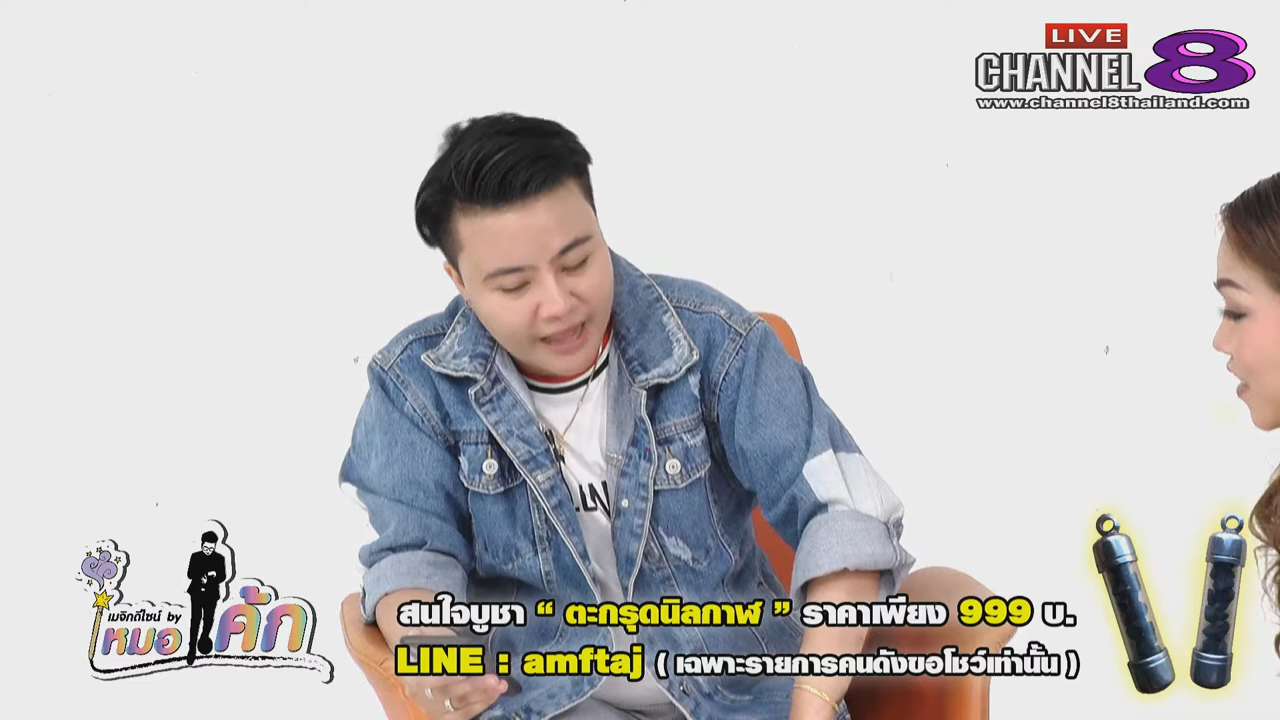 LIVE
CHANNEL 8
www.channel8thailand.com
เมจิกดีไซน์ by
หมอ
ค้ก
สนใจบูชา “ ตะกรุดนิลกาฬ ” ราคาเพียง 999 บ.
LINE : amftaj ( เฉพาะรายการคนดังขอโชว์เท่านั้น )